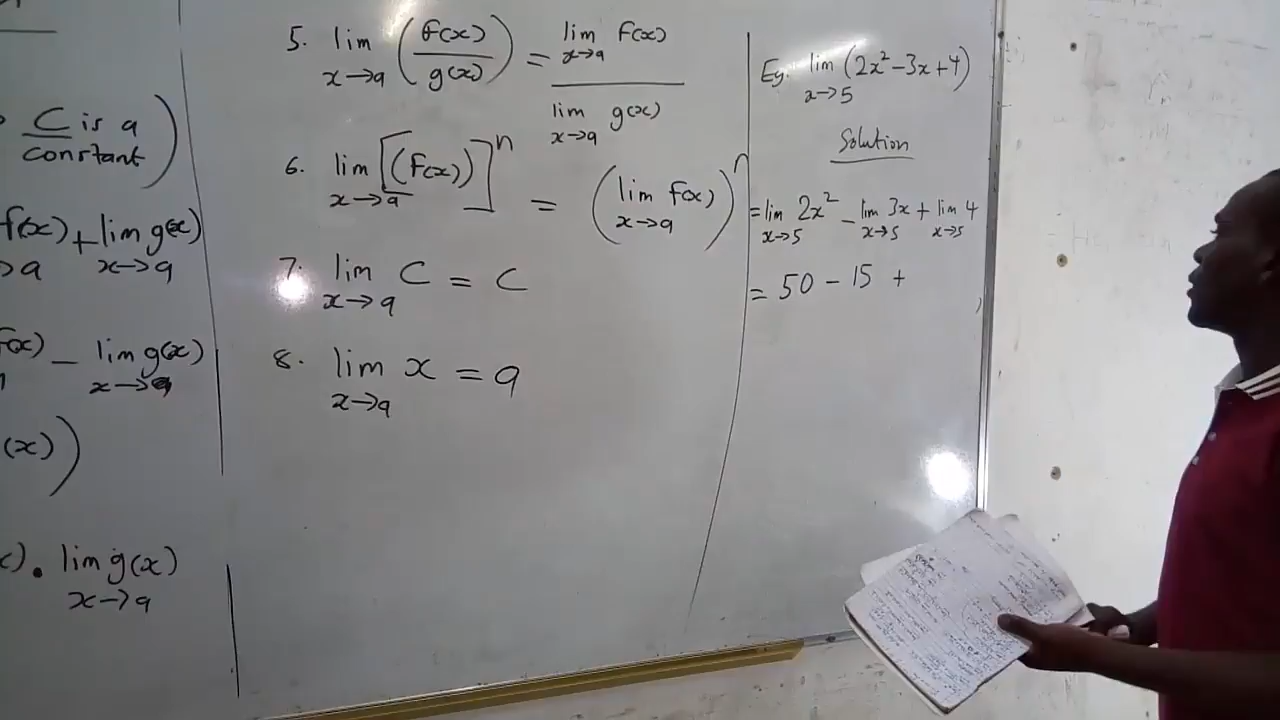 C is a
constant)
f(x) + lim g(x)
→a x→a
f(x) – lim g(x)
x→a
(x))
). lim g(x)
x→a
5. lim (f(x)/g(x)) = lim f(x)
x→a x→a
lim g(x)
x→a
6. lim [(f(x))]ⁿ = (lim f(x))ⁿ
x→a x→a
7. lim C = C
x→a
8. lim x = a
x→a
Eg. lim (2x² – 3x + 4)
x→5
Solution
= lim 2x² – lim 3x + lim 4
x→5 x→5 x→5
= 50 – 15 +